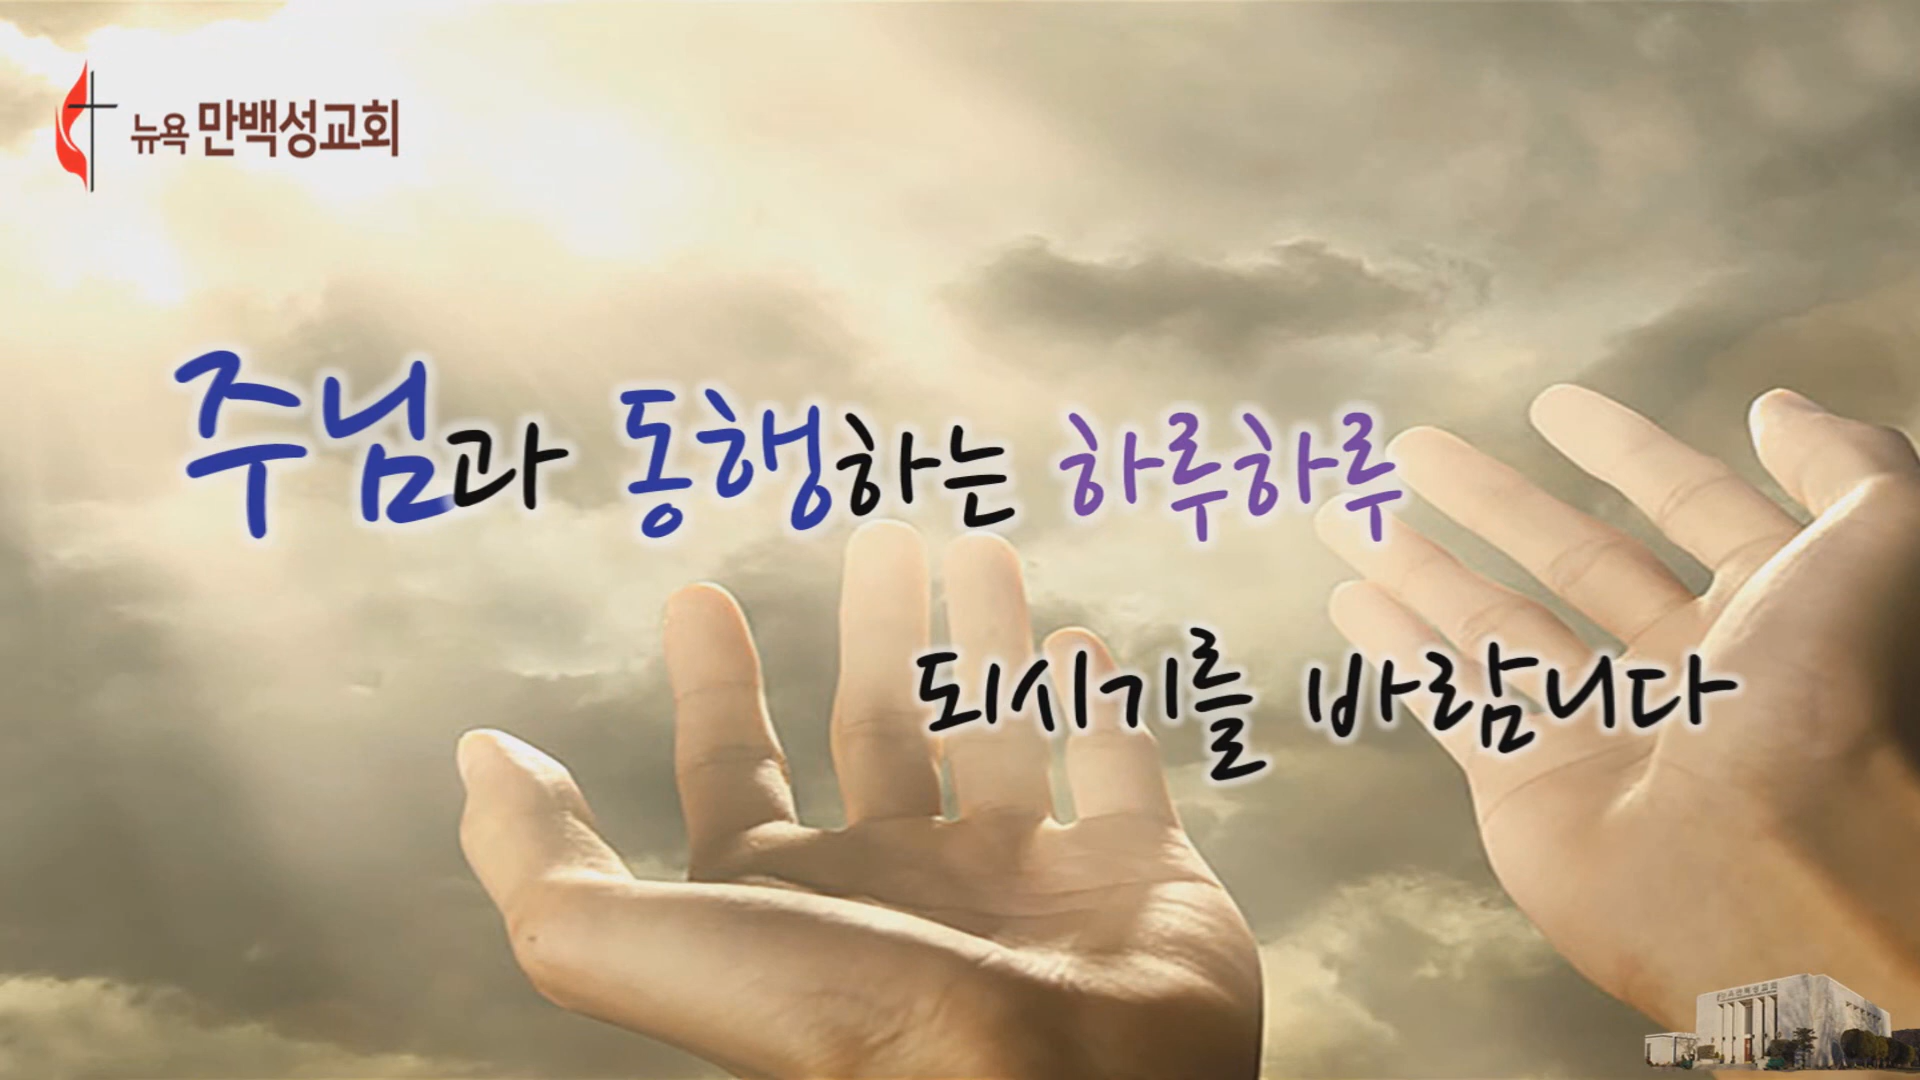 뉴욕 만백성교회
주님과 동행하는 하루하루
되시기를 바랍니다